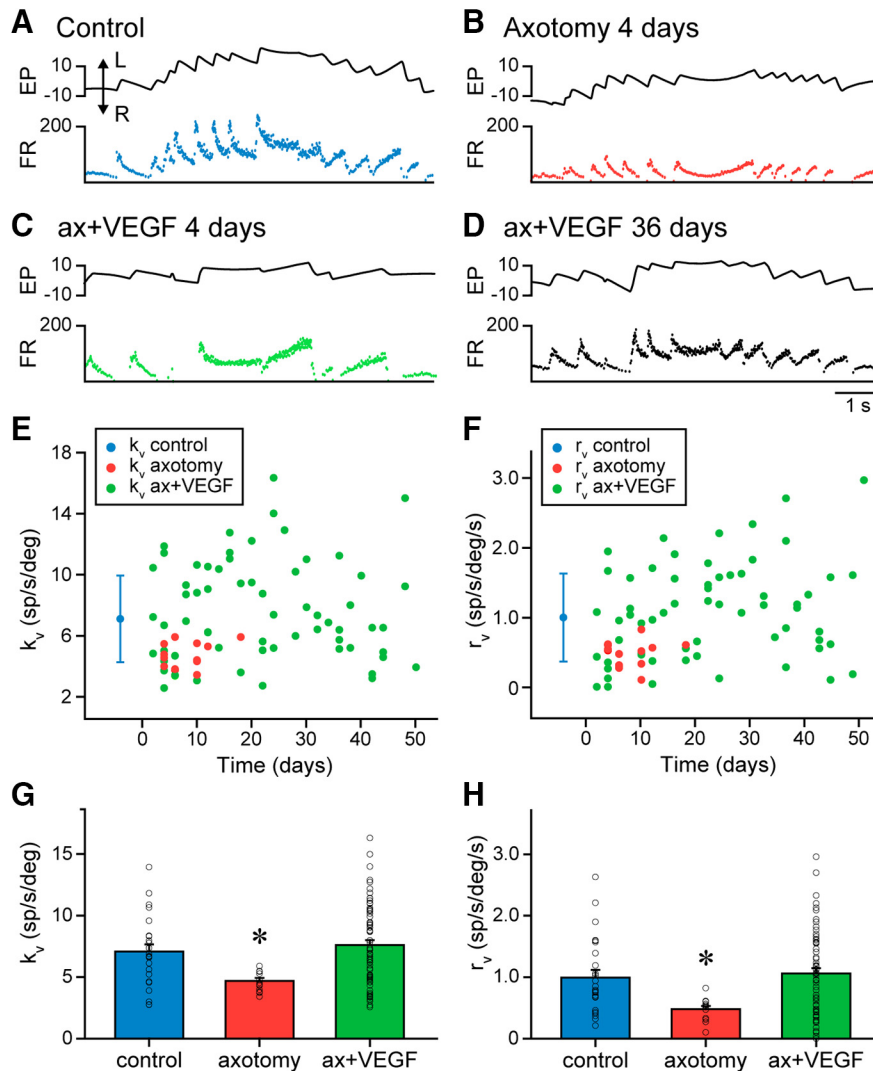 A Control
EP
10
-10
L
R
FR
200
B Axotomy 4 days
EP
10
-10
FR
200
C ax+VEGF 4 days
EP
10
-10
FR
200
D ax+VEGF 36 days
EP
10
-10
FR
200
1 s
E
kv control
kv axotomy
kv ax+VEGF
kv (sp/s/deg)
18
14
10
6
2
0 10 20 30 40 50
Time (days)
F
rv control
rv axotomy
rv ax+VEGF
rv (sp/s/deg/s)
3.0
2.0
1.0
0
0 10 20 30 40 50
Time (days)
G
kv (sp/s/deg)
15
10
5
0
*
control axotomy ax+VEGF
H
rv (sp/s/deg/s)
3.0
2.0
1.0
0
*
control axotomy ax+VEGF